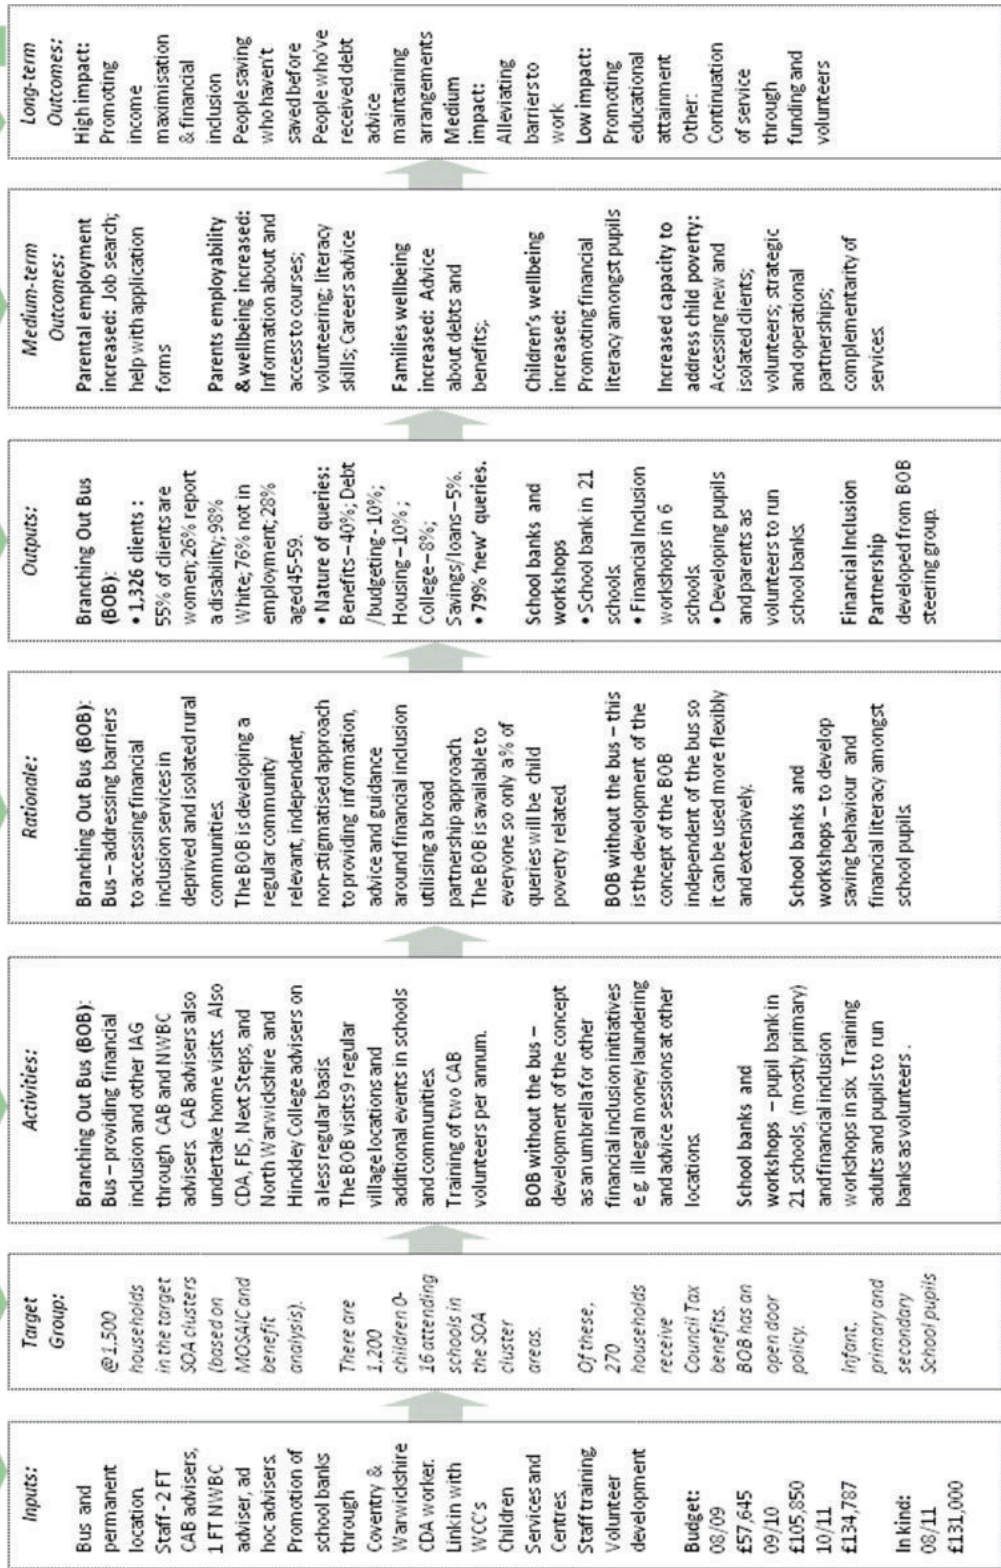 Inputs:
Bus and
permanent
location.
Staff - 2 FT
CAB advisers,
1 FT NWBC
adviser, ad
hoc advisers.
Promotion of
school banks
through
Coventry &
Warwickshire
CDA worker.
Link in with
WCC's
Children
Services and
Centres.
Staff training
Volunteer
development
Budget:
08/09
£57,645
09/10
£105,850
10/11
£134,787
In kind:
08/11
£131,000
Target
Group:
@1,500
households
in the target
SOA clusters
(based on
MOSAIC and
benefit
analysis).
There are
1,200
children 0-
16 attending
schools in
the SOA
cluster
areas.
Of these,
270
households
receive
Council Tax
benefits.
BOB has an
open door
policy.
Infant,
primary and
secondary
School pupils
Activities:
Branching Out Bus (BOB):
Bus – providing financial
inclusion and other IAG
through CAB and NWBC
advisers. CAB advisers also
undertake home visits. Also
CDA, FIS, Next Steps, and
North Warwickshire and
Hinckley College advisers on
a less regular basis.
The BOB visits 9 regular
village locations and
additional events in schools
and communities.
Training of two CAB
volunteers per annum.
BOB without the bus –
development of the concept
as an umbrella for other
financial inclusion initiatives
e.g. illegal money laundering
and advice sessions at other
locations.
School banks and
workshops – pupil bank in
21 schools, (mostly primary)
and financial inclusion
workshops in six. Training
adults and pupils to run
banks as volunteers .
Rationale:
Branching Out Bus (BOB):
Bus – addressing barriers
to accessing financial
inclusion services in
deprived and isolated rural
communities.
The BOB is developing a
regular community
relevant, independent,
non-stigmatised approach
to providing information,
advice and guidance
around financial inclusion
utilising a broad
partnership approach.
The BOB is available to
everyone so only a % of
queries will be child
poverty related.
BOB without the bus – this
is the development of the
concept of the BOB
independent of the bus so
it can be used more flexibly
and extensively.
School banks and
workshops – to develop
saving behaviour and
financial literacy amongst
school pupils.
Outputs:
Branching Out Bus
(BOB):
• 1,326 clients :
55% of clients are
women; 26% report
a disability; 98%
White; 76% not in
employment; 28%
aged 45-59.
• Nature of queries:
Benefits – 40%; Debt
/budgeting - 10%;
Housing – 10% ;
College – 8%;
Savings/loans – 5%.
• 79% 'new' queries.
School banks and
workshops
• School bank in 21
schools.
• Financial Inclusion
workshops in 6
schools.
• Developing pupils
and parents as
volunteers to run
school banks.
Financial Inclusion
Partnership
developed from BOB
steering group.
Medium-term
Outcomes:
Parental employment
increased: Job search;
help with application
forms
Parents employability
& wellbeing increased:
Information about and
access to courses;
volunteering; literacy
skills; Careers advice
Families wellbeing
increased: Advice
about debts and
benefits;.
Children's wellbeing
increased:
Promoting financial
literacy amongst pupils
Increased capacity to
address child poverty:
Accessing new and
isolated clients;
volunteers; strategic
and operational
partnerships;
complementarity of
services.
Long-term
Outcomes:
High impact:
Promoting
income
maximisation
& financial
inclusion
People saving
who haven't
saved before
People who've
received debt
advice
maintaining
arrangements
Medium
impact:
Alleviating
barriers to
work
Low impact:
Promoting
educational
attainment
Other:
Continuation
of service
through
funding and
volunteers